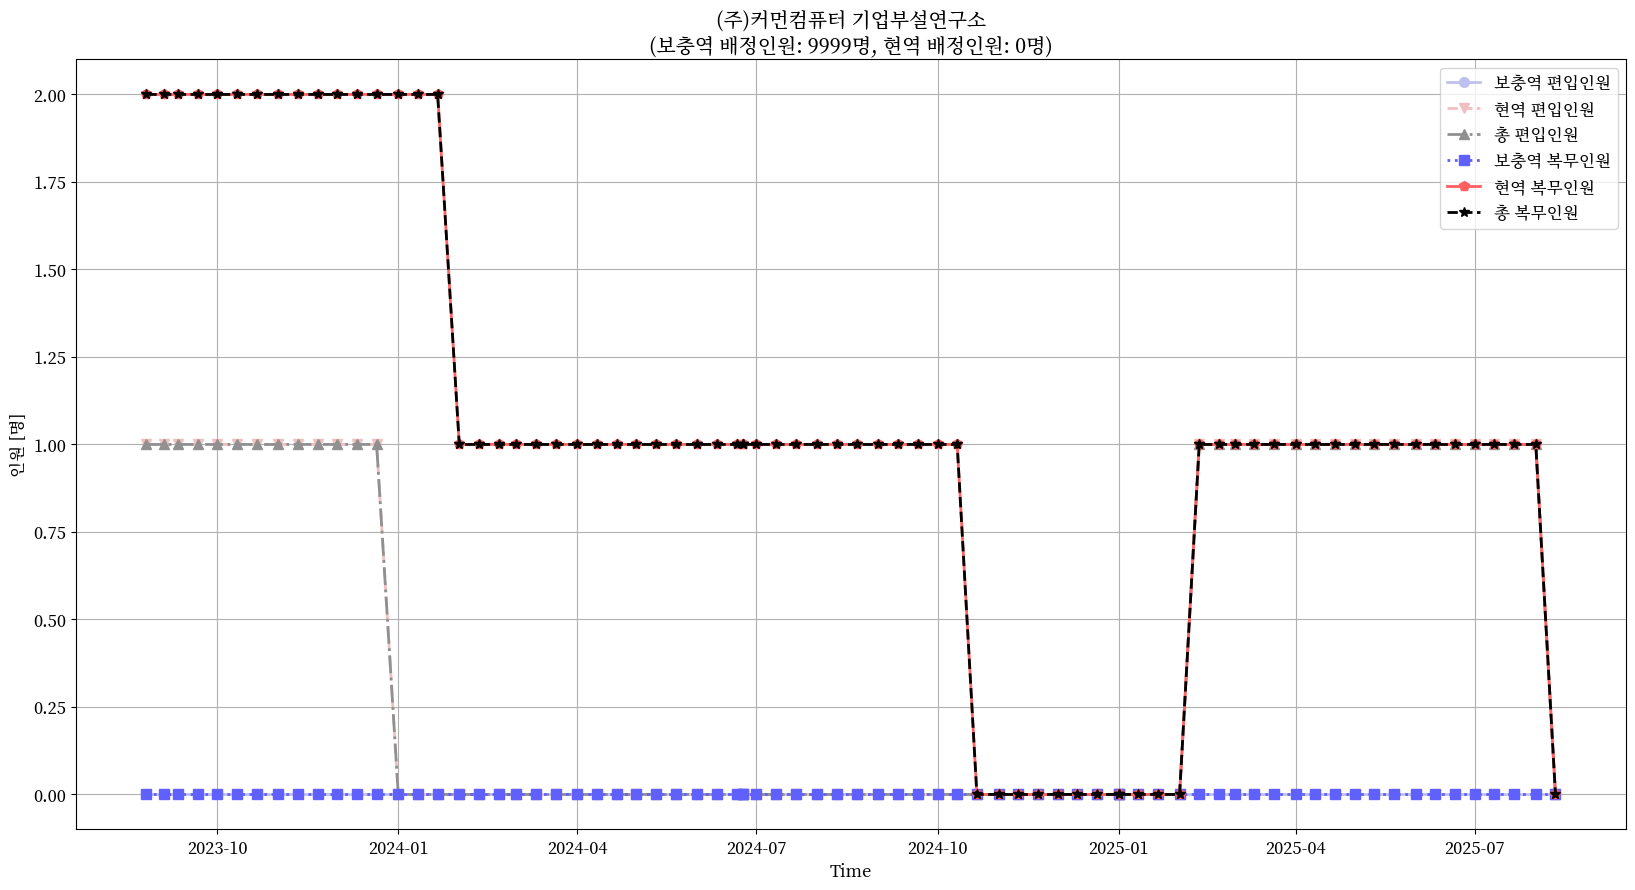 (주)커먼컴퓨터 기업부설연구소
(보충역 배정인원: 9999명, 현역 배정인원: 0명)
보충역 편입인원
현역 편입인원
총 편입인원
보충역 복무인원
현역 복무인원
총 복무인원
2.00
1.75
1.50
1.25
1.00
0.75
0.50
0.25
0.00
인원 [명]
2023-10
2024-01
2024-04
2024-07
2024-10
2025-01
2025-04
2025-07
Time